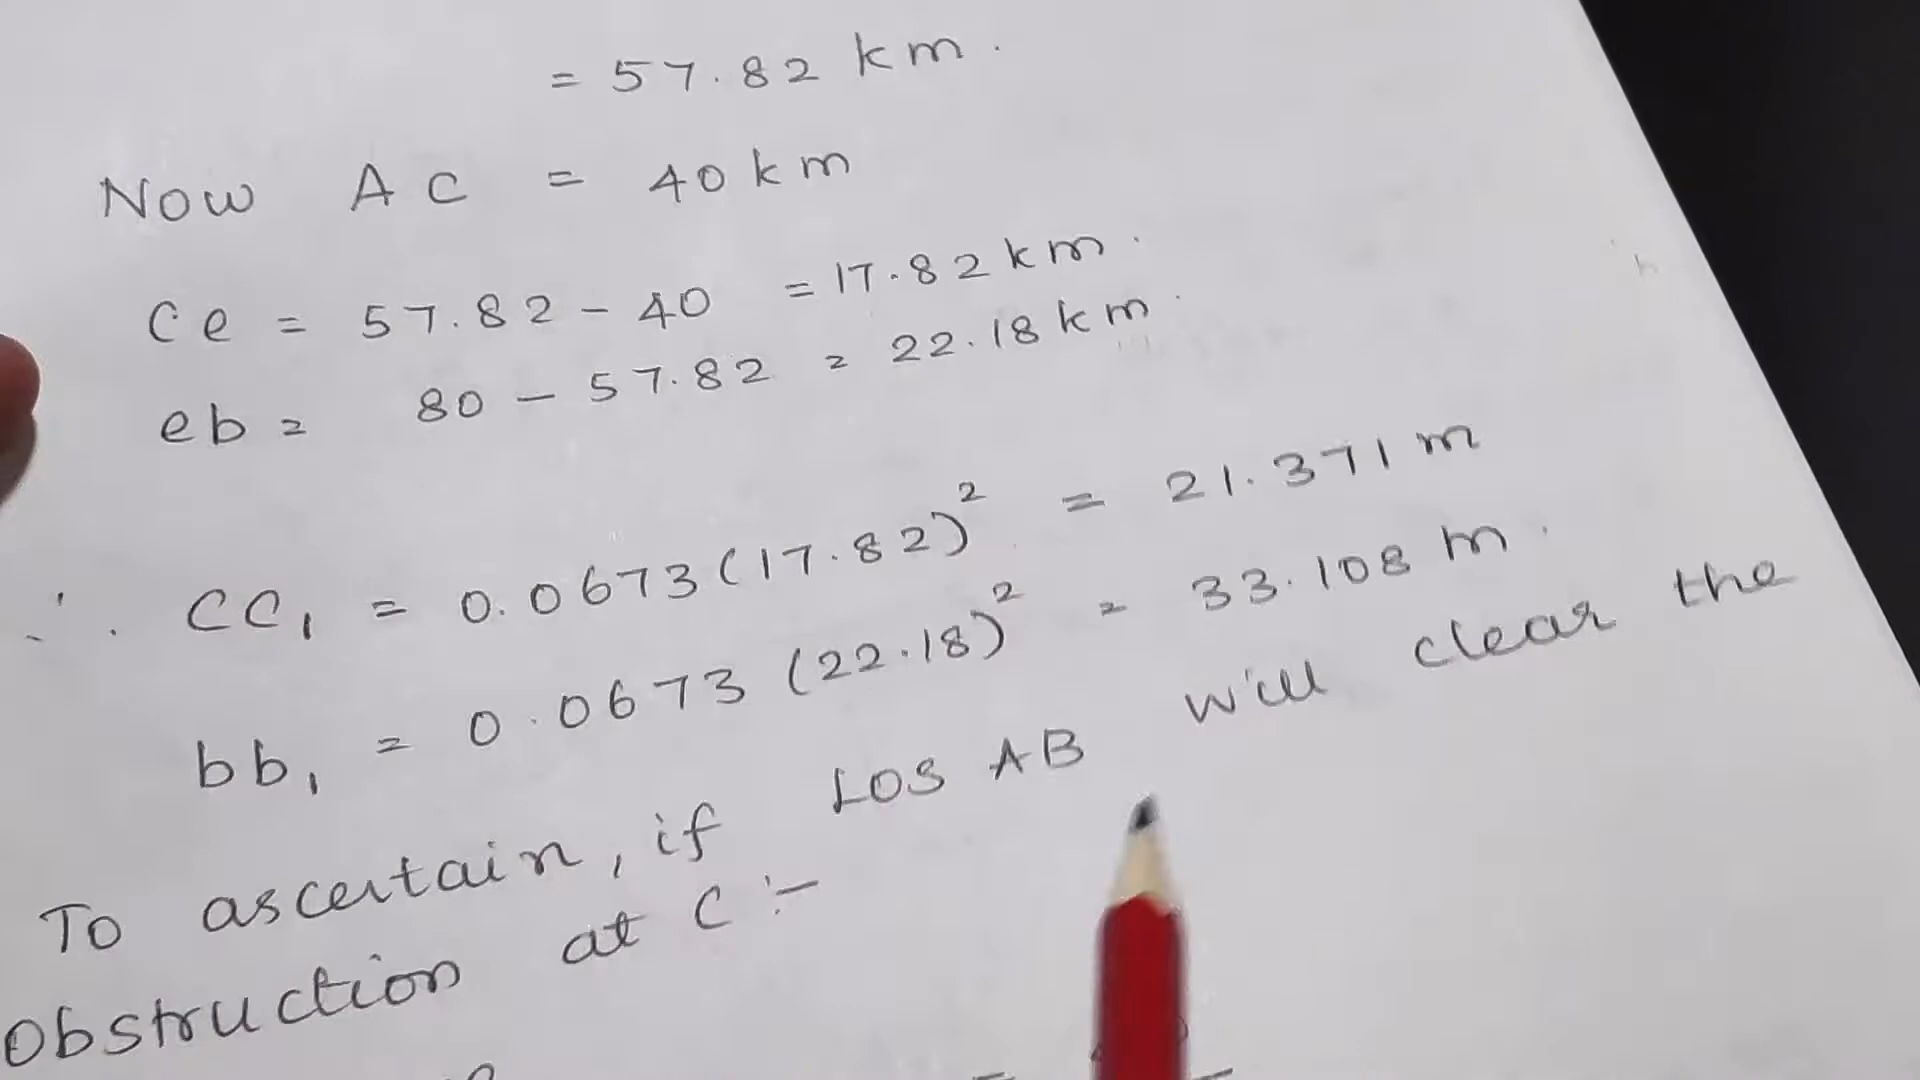 = 57.82 km.
Now AC = 40 km
Ce = 57.82 - 40 = 17.82 km.
eb = 80 - 57.82 = 22.18 km.
∴ CC₁ = 0.0673 (17.82)² = 21.371 m
bb₁ = 0.0673 (22.18)² = 33.108 m.
To ascertain, if LOS AB will clear the
obstruction at C :-